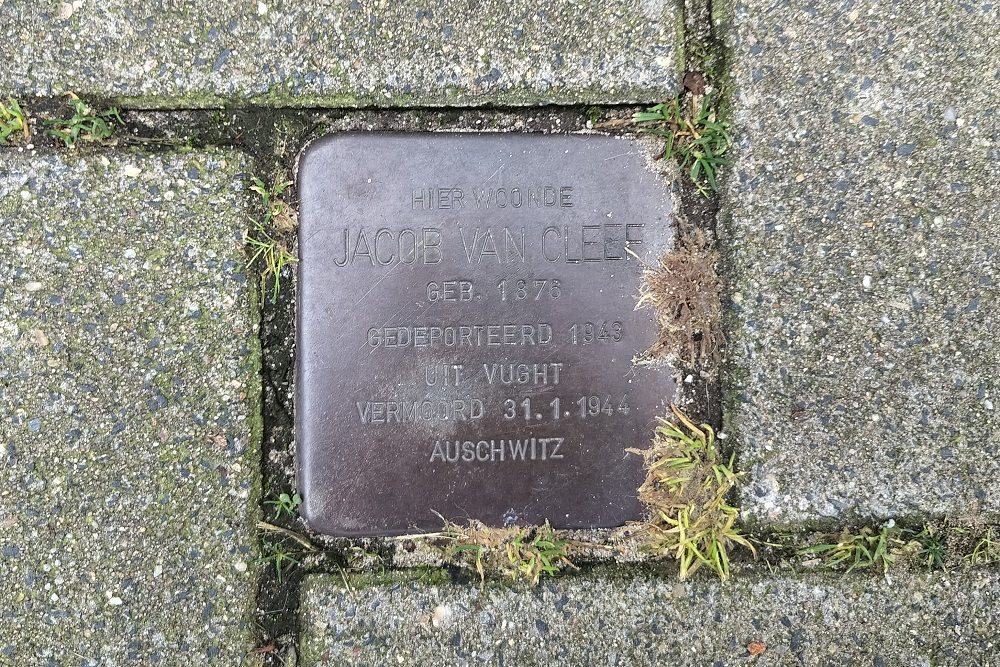 HIER WOONDE
JACOB VAN CLEEF
GEB. 1876
GEDEPORTEERD 1943
UIT VUGHT
VERMOORD 31.1.1944
AUSCHWITZ